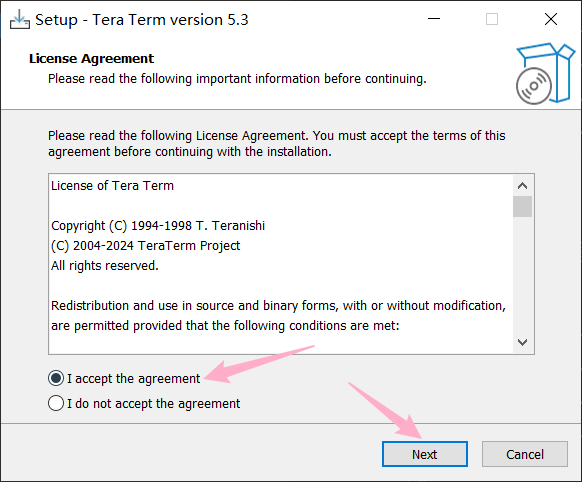 Setup - Tera Term version 5.3
License Agreement
Please read the following important information before continuing.
Please read the following License Agreement. You must accept the terms of this
agreement before continuing with the installation.
License of Tera Term
Copyright (C) 1994-1998 T. Teranishi
(C) 2004-2024 TeraTerm Project
All rights reserved.
Redistribution and use in source and binary forms, with or without modification,
are permitted provided that the following conditions are met:
I accept the agreement
I do not accept the agreement
Next
Cancel